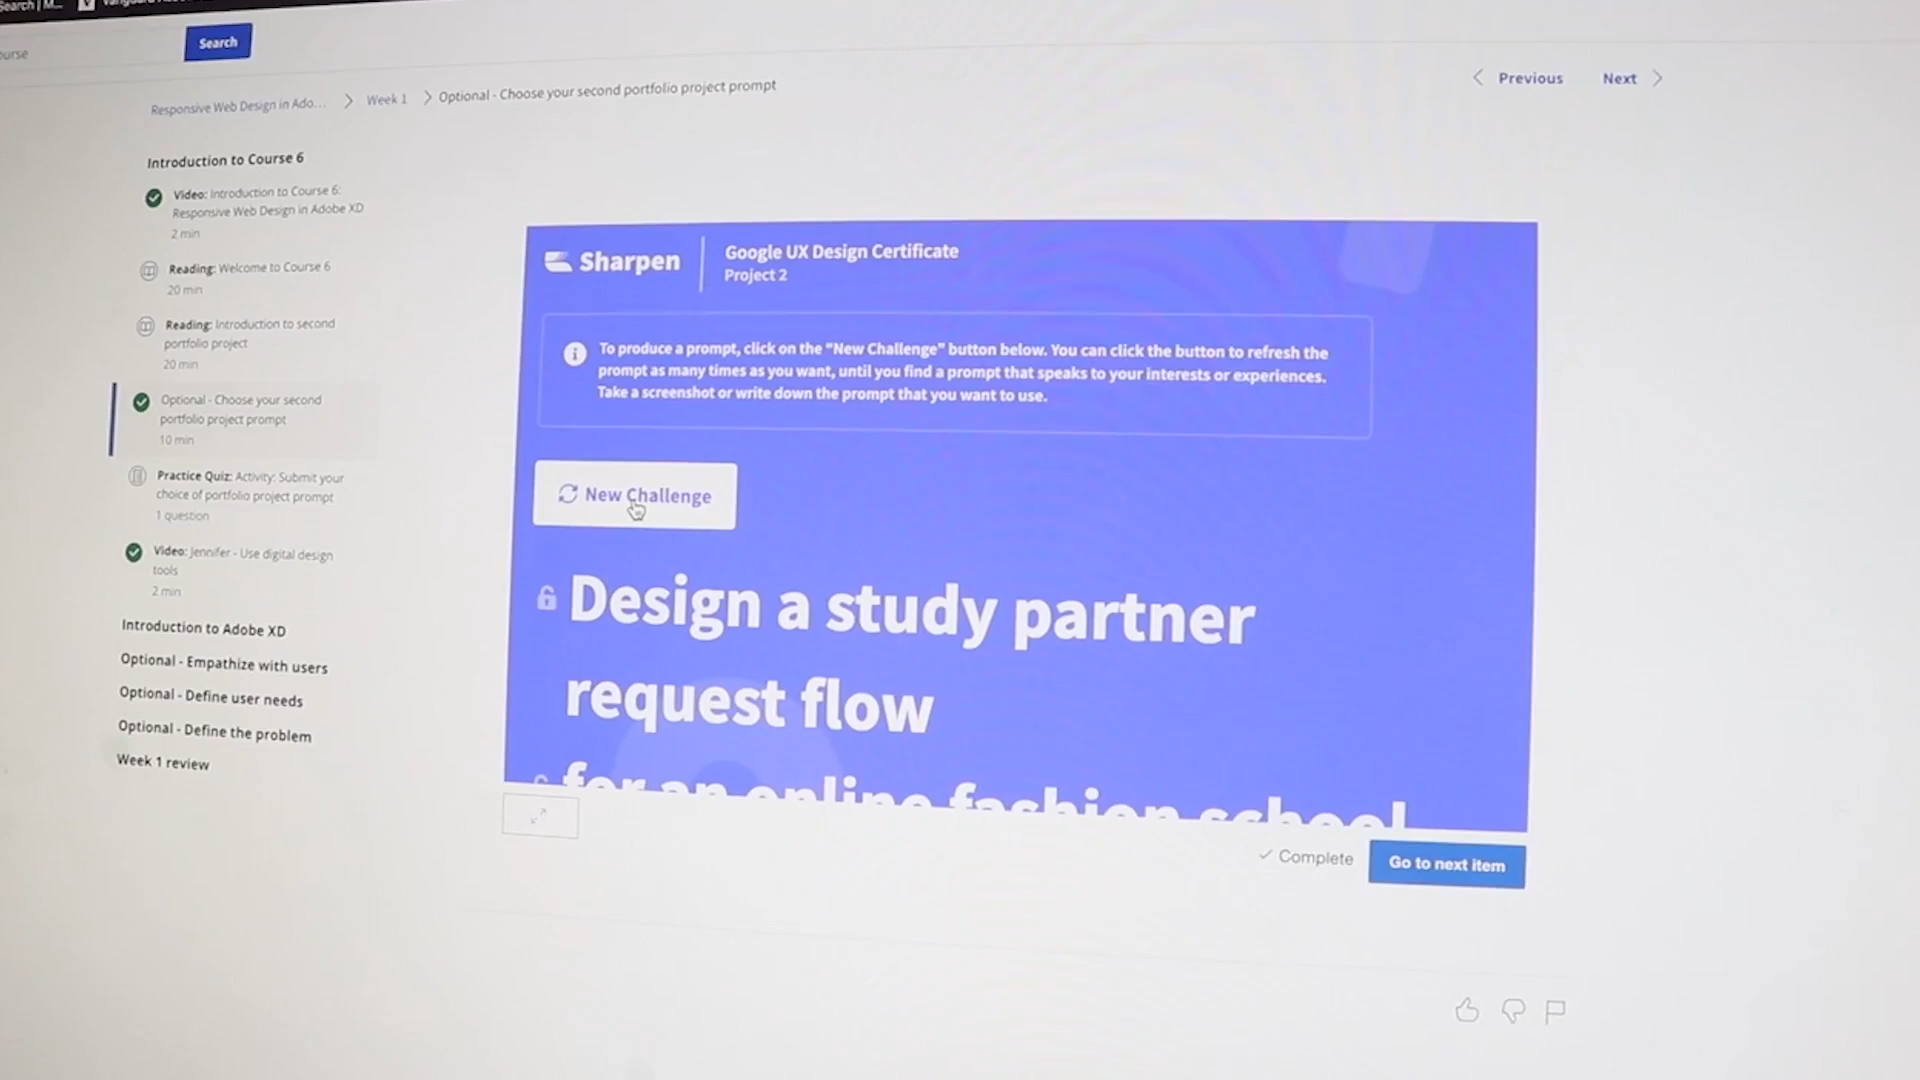 Search | M...
Search
Previous
Next
Responsive Web Design in Ado...
Week 1
Optional - Choose your second portfolio project prompt
Introduction to Course 6
Video: Introduction to Course 6:
Responsive Web Design in Adobe XD
2 min
Reading: Welcome to Course 6
20 min
Reading: Introduction to second
portfolio project
20 min
Optional - Choose your second
portfolio project prompt
10 min
Practice Quiz: Activity: Submit your
choice of portfolio project prompt
1 question
Video: Jennifer - Use digital design
tools
2 min
Introduction to Adobe XD
Optional - Empathize with users
Optional - Define user needs
Optional - Define the problem
Week 1 review
Sharpen
Google UX Design Certificate
Project 2
To produce a prompt, click on the "New Challenge" button below. You can click the button to refresh the
prompt as many times as you want, until you find a prompt that speaks to your interests or experiences.
Take a screenshot or write down the prompt that you want to use.
New Challenge
Design a study partner
request flow
for an online fashion school
Complete
Go to next item